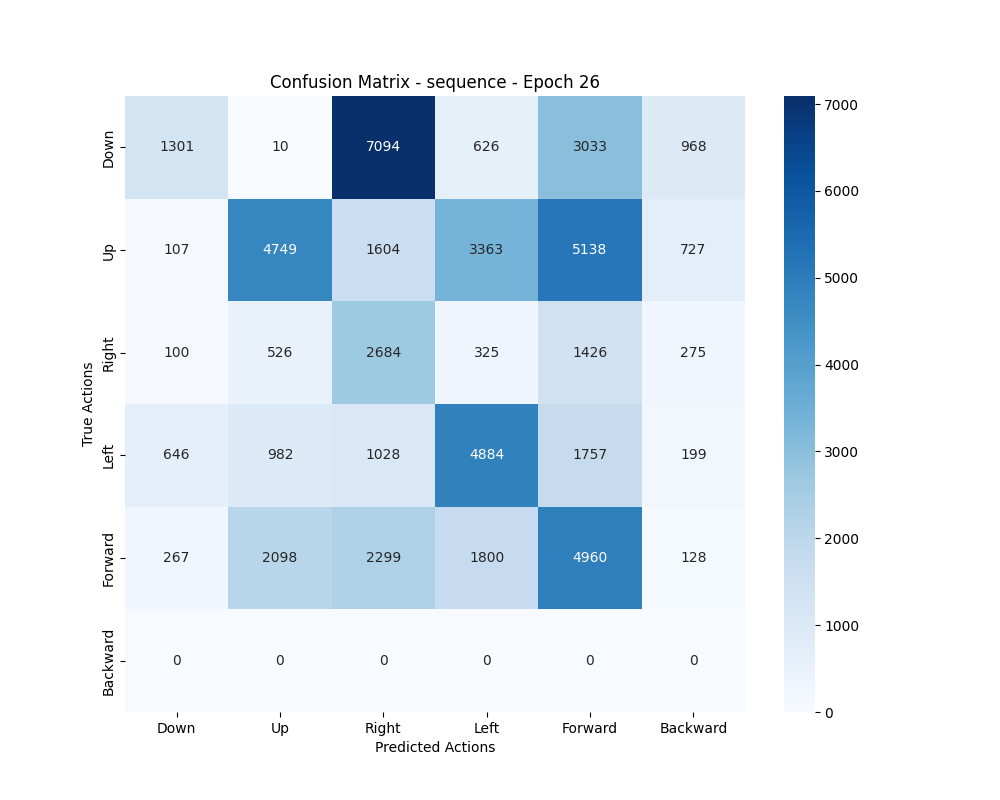 Confusion Matrix - sequence - Epoch 26
True Actions
Down 1301 10 7094 626 3033 968
Up 107 4749 1604 3363 5138 727
Right 100 526 2684 325 1426 275
Left 646 982 1028 4884 1757 199
Forward 267 2098 2299 1800 4960 128
Backward 0 0 0 0 0 0
Down Up Right Left Forward Backward
Predicted Actions
7000
6000
5000
4000
3000
2000
1000
0